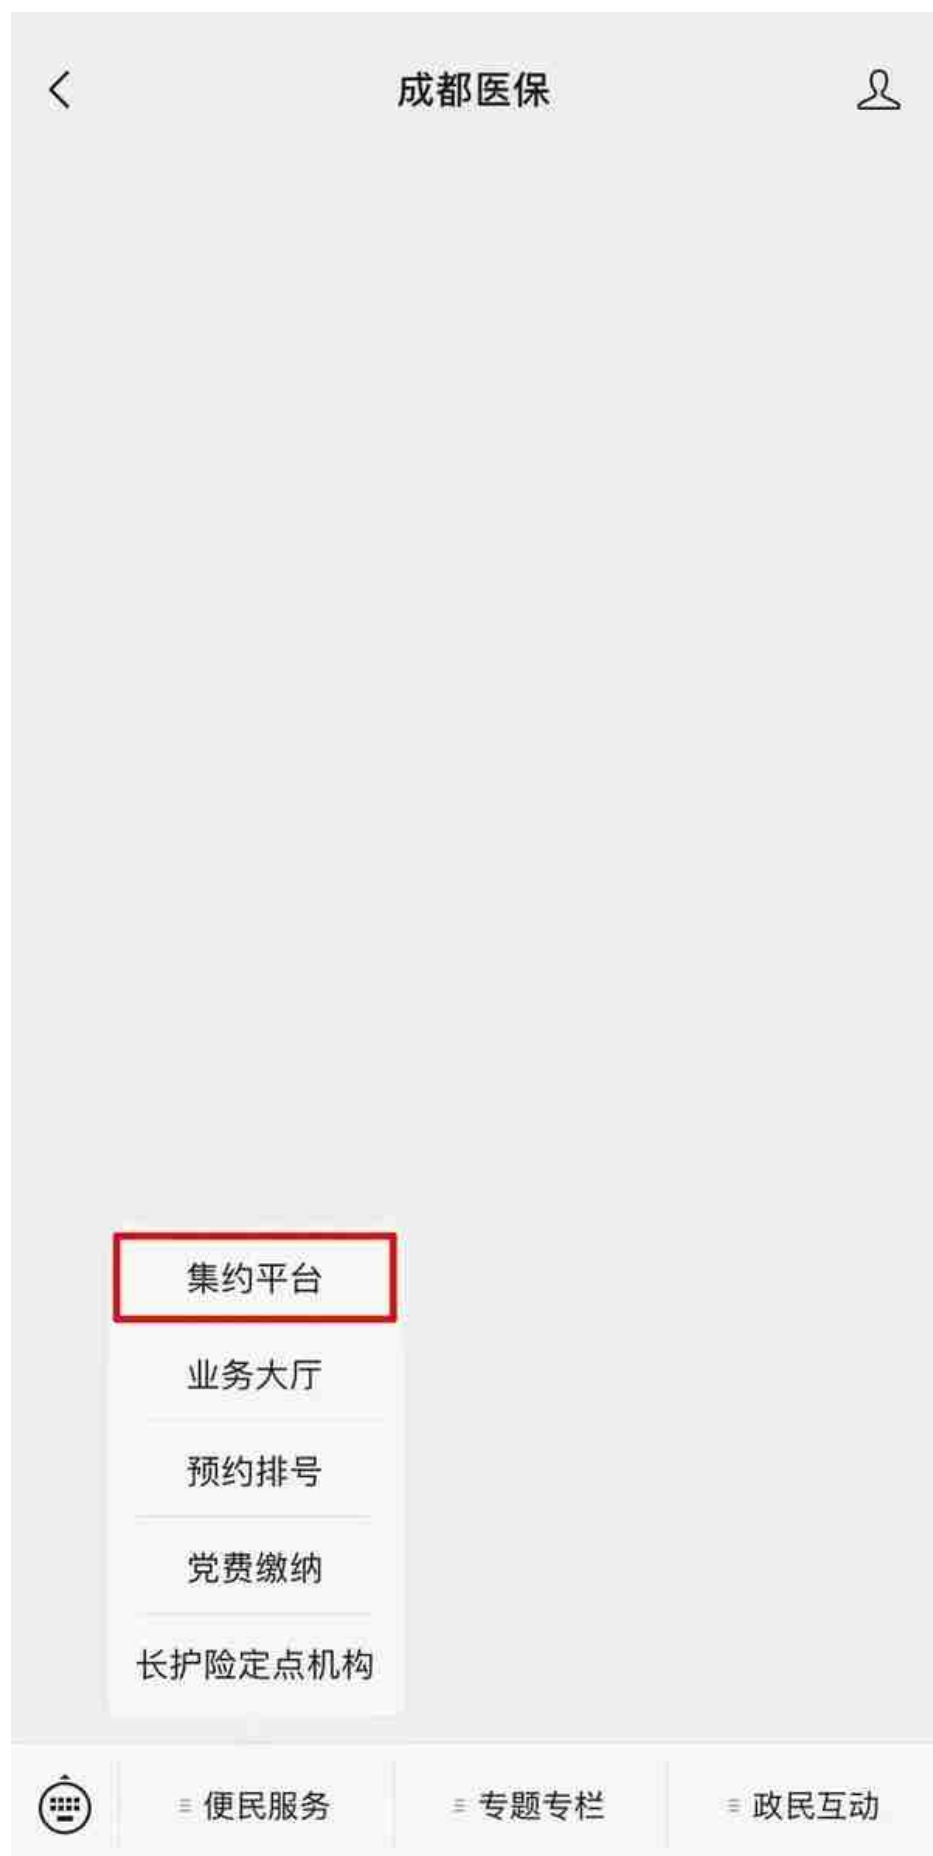 成都医保
集约平台
业务大厅
预约排号
党费缴纳
长护险定点机构
便民服务
专题专栏
政民互动